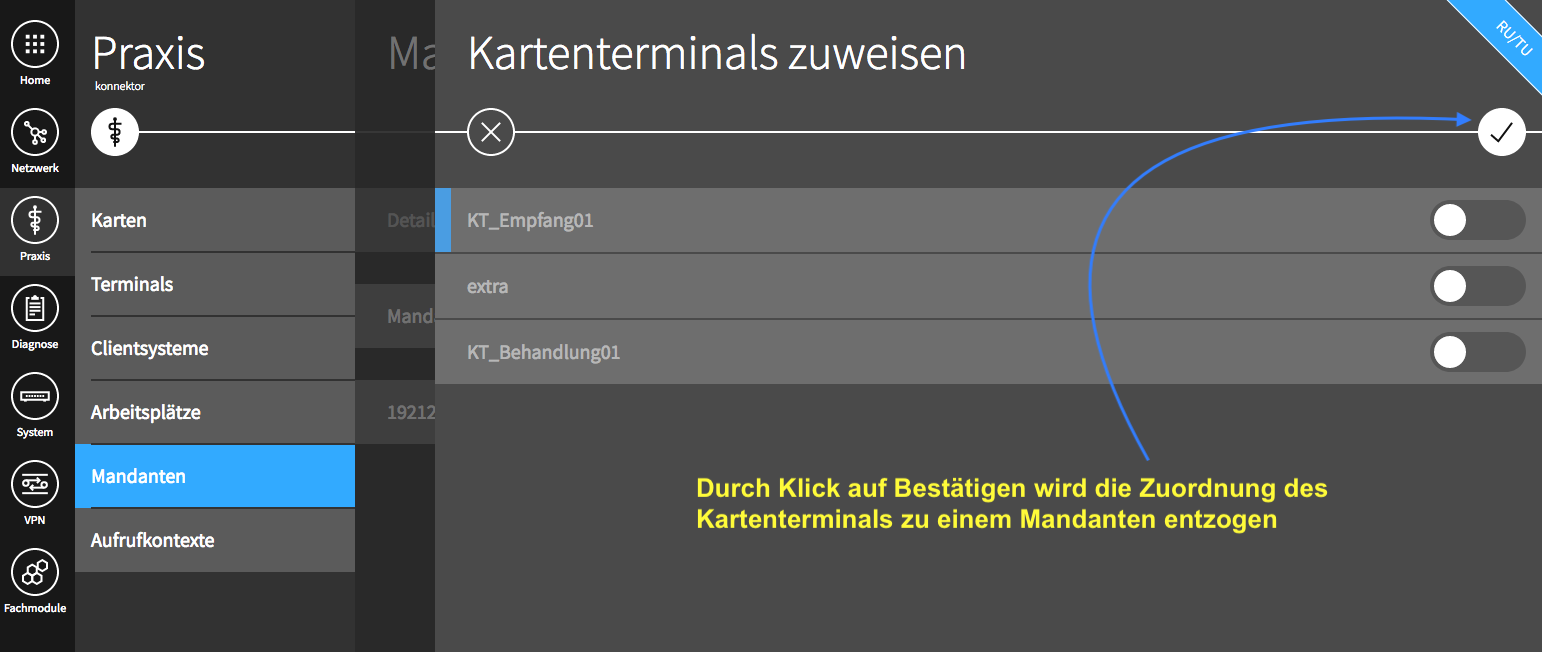 Home
Netzwerk
Praxis
Diagnose
System
VPN
Fachmodule
Praxis
konnektor
Karten
Terminals
Clientsysteme
Arbeitsplätze
Mandanten
Aufrufkontexte
Ma
Detail
Mand
19212
Kartenterminals zuweisen
RU/TU
KT_Empfang01
extra
KT_Behandlung01
Durch Klick auf Bestätigen wird die Zuordnung des
Kartenterminals zu einem Mandanten entzogen